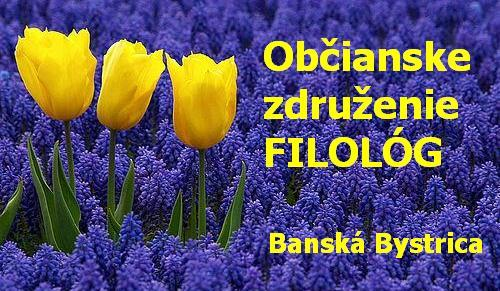 Občianske
združenie
FILOLÓG
Banská Bystrica